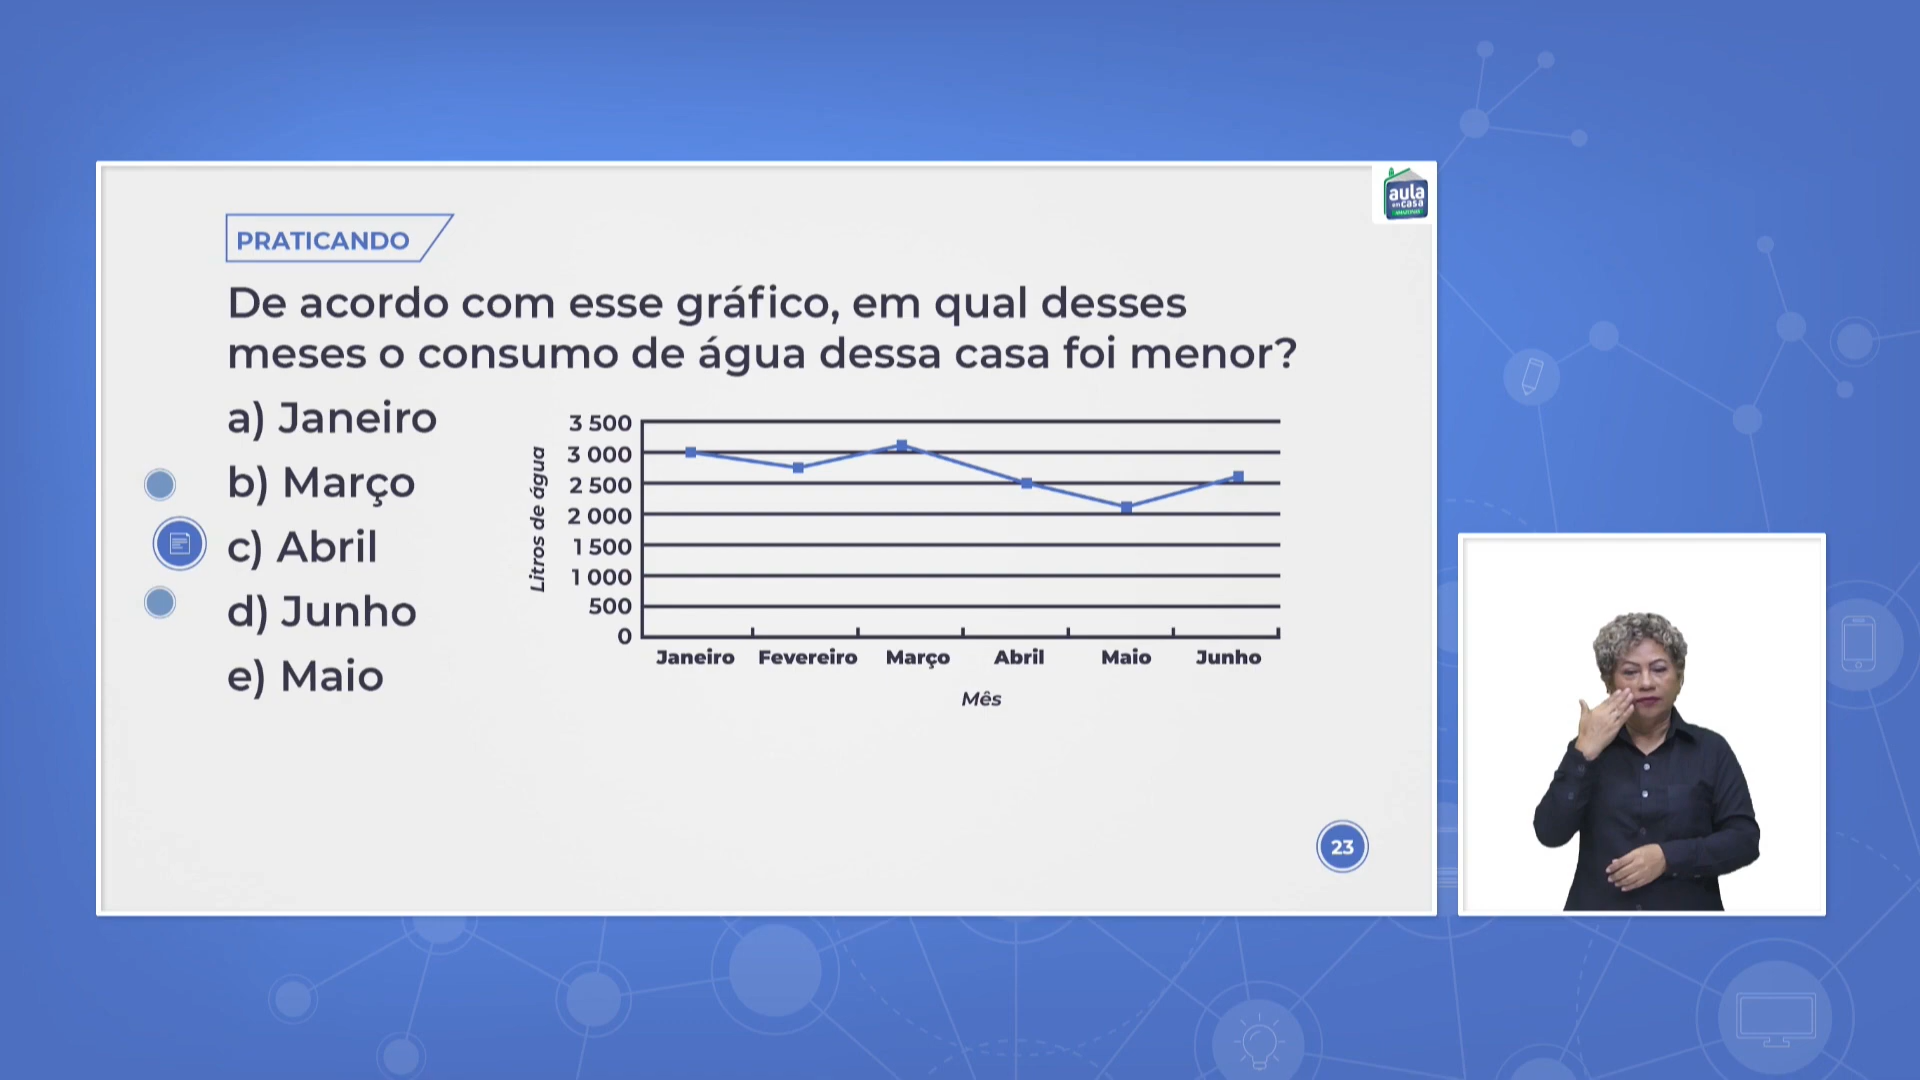 aula
em casa
PRATICANDO
De acordo com esse gráfico, em qual desses
meses o consumo de água dessa casa foi menor?
a) Janeiro
b) Março
c) Abril
d) Junho
e) Maio
Litros de água
3 500
3 000
2 500
2 000
1 500
1 000
500
0
Janeiro Fevereiro Março Abril Maio Junho
Mês
23